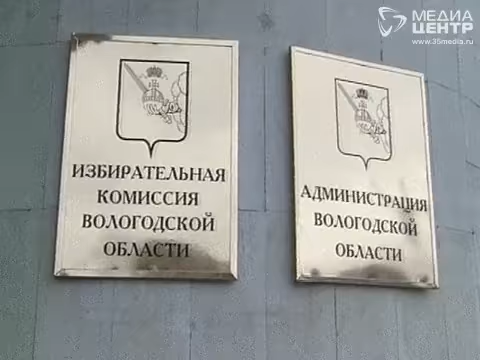 МЕДИА
ЦЕНТР
www.35media.ru
ИЗБИРАТЕЛЬНАЯ
КОМИССИЯ
ВОЛОГОДСКОЙ
ОБЛАСТИ
АДМИНИСТРАЦИЯ
ВОЛОГОДСКОЙ
ОБЛАСТИ